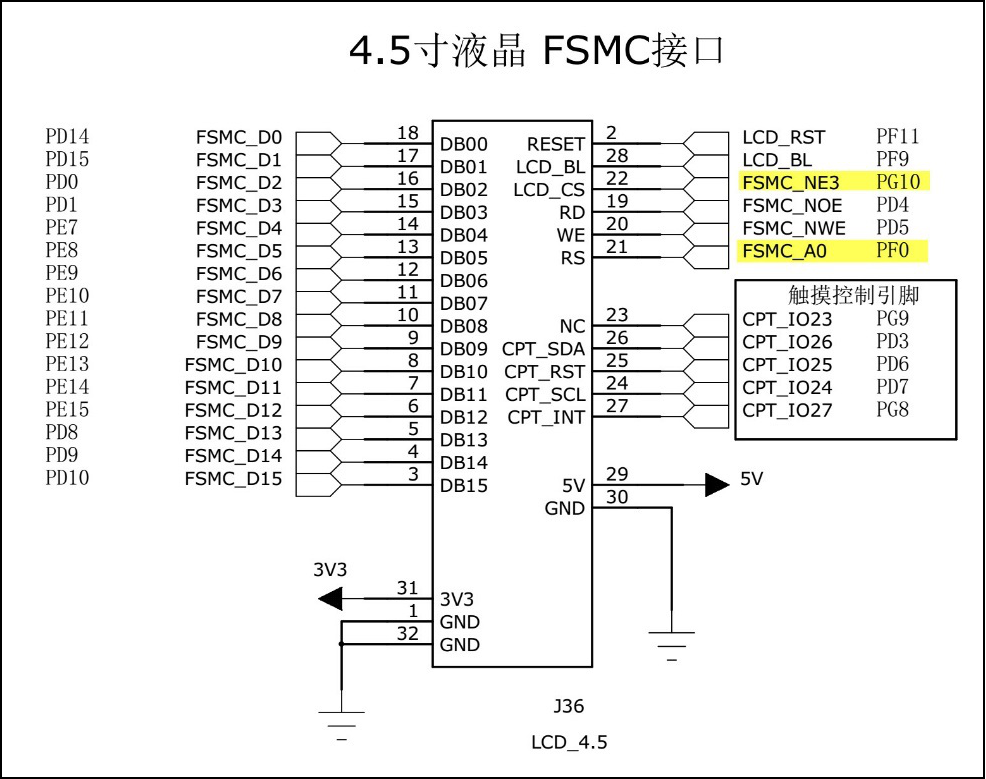 4.5寸液晶 FSMC接口
PD14 FSMC_D0 18 DB00 RESET 2 LCD_RST PF11
PD15 FSMC_D1 17 DB01 LCD_BL 28 LCD_BL PF9
PD0 FSMC_D2 16 DB02 LCD_CS 22 FSMC_NE3 PG10
PD1 FSMC_D3 15 DB03 RD 19 FSMC_NOE PD4
PE7 FSMC_D4 14 DB04 WE 20 FSMC_NWE PD5
PE8 FSMC_D5 13 DB05 RS 21 FSMC_A0 PF0
PE9 FSMC_D6 12 DB06
PE10 FSMC_D7 11 DB07 触摸控制引脚
PE11 FSMC_D8 10 DB08 NC 23 CPT_IO23 PG9
PE12 FSMC_D9 9 DB09 CPT_SDA 26 CPT_IO26 PD3
PE13 FSMC_D10 8 DB10 CPT_RST 25 CPT_IO25 PD6
PE14 FSMC_D11 7 DB11 CPT_SCL 24 CPT_IO24 PD7
PE15 FSMC_D12 6 DB12 CPT_INT 27 CPT_IO27 PG8
PD8 FSMC_D13 5 DB13
PD9 FSMC_D14 4 DB14
PD10 FSMC_D15 3 DB15 5V 29 5V
GND 30
3V3 31 3V3
1 GND
32 GND
J36
LCD_4.5